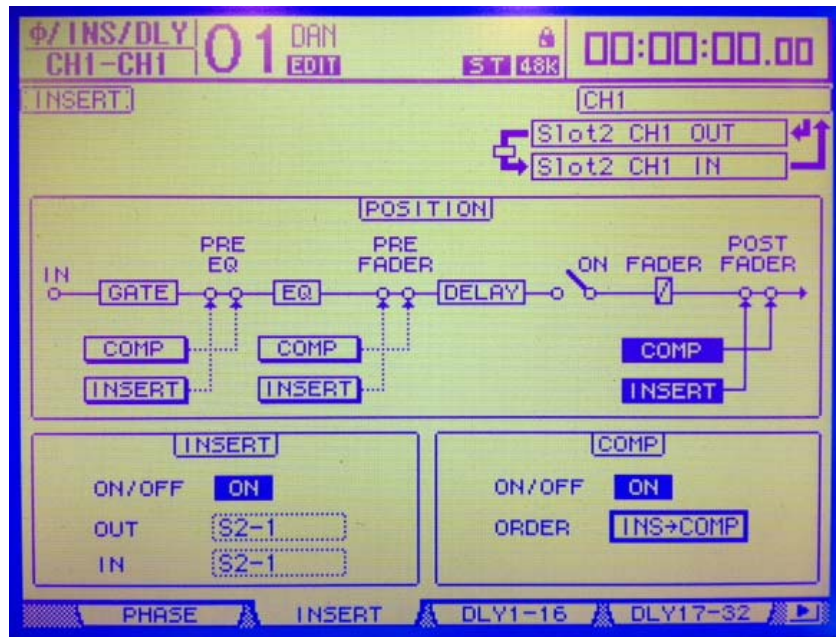 φ/INS/DLY
CH1-CH1
01 DAN
EDIT
ST 48K
00:00:00.00
INSERT
CH1
Slot2 CH1 OUT
Slot2 CH1 IN
POSITION
IN
GATE
PRE EQ
EQ
PRE FADER
DELAY
ON
FADER
POST FADER
COMP
COMP
COMP
INSERT
INSERT
INSERT
INSERT
ON/OFF ON
OUT S2-1
IN S2-1
COMP
ON/OFF ON
ORDER INS→COMP
PHASE
INSERT
DLY1-16
DLY17-32